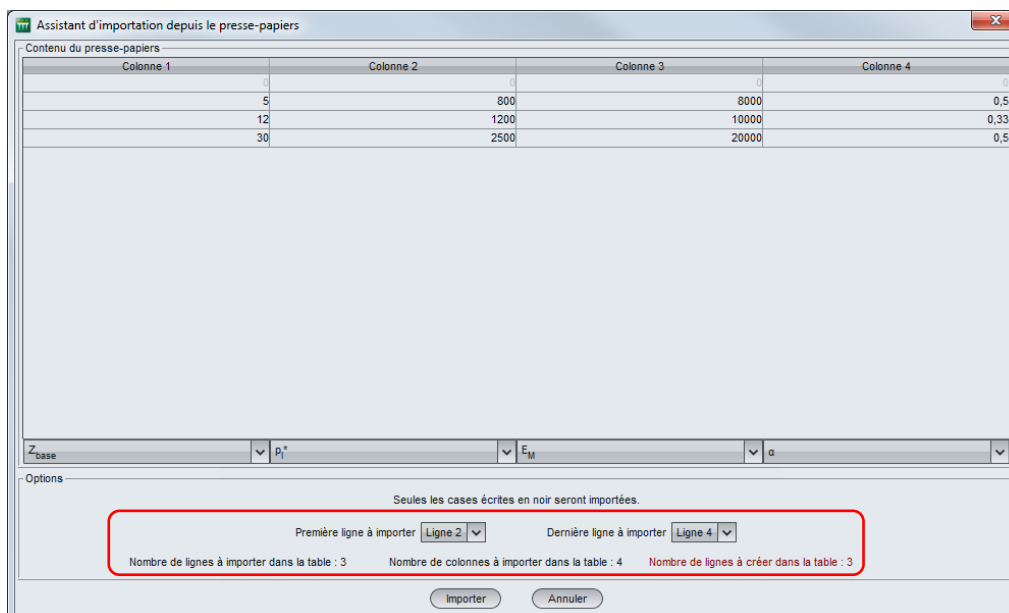 Assistant d'importation depuis le presse-papiers
Contenu du presse-papiers
Colonne 1 Colonne 2 Colonne 3 Colonne 4
0 0 0 0
5 800 8000 0,5
12 1200 10000 0,33
30 2500 20000 0,5
Zbase pl* EM α
Options
Seules les cases écrites en noir seront importées.
Première ligne à importer Ligne 2 Dernière ligne à importer Ligne 4
Nombre de lignes à importer dans la table : 3 Nombre de colonnes à importer dans la table : 4 Nombre de lignes à créer dans la table : 3
Importer Annuler